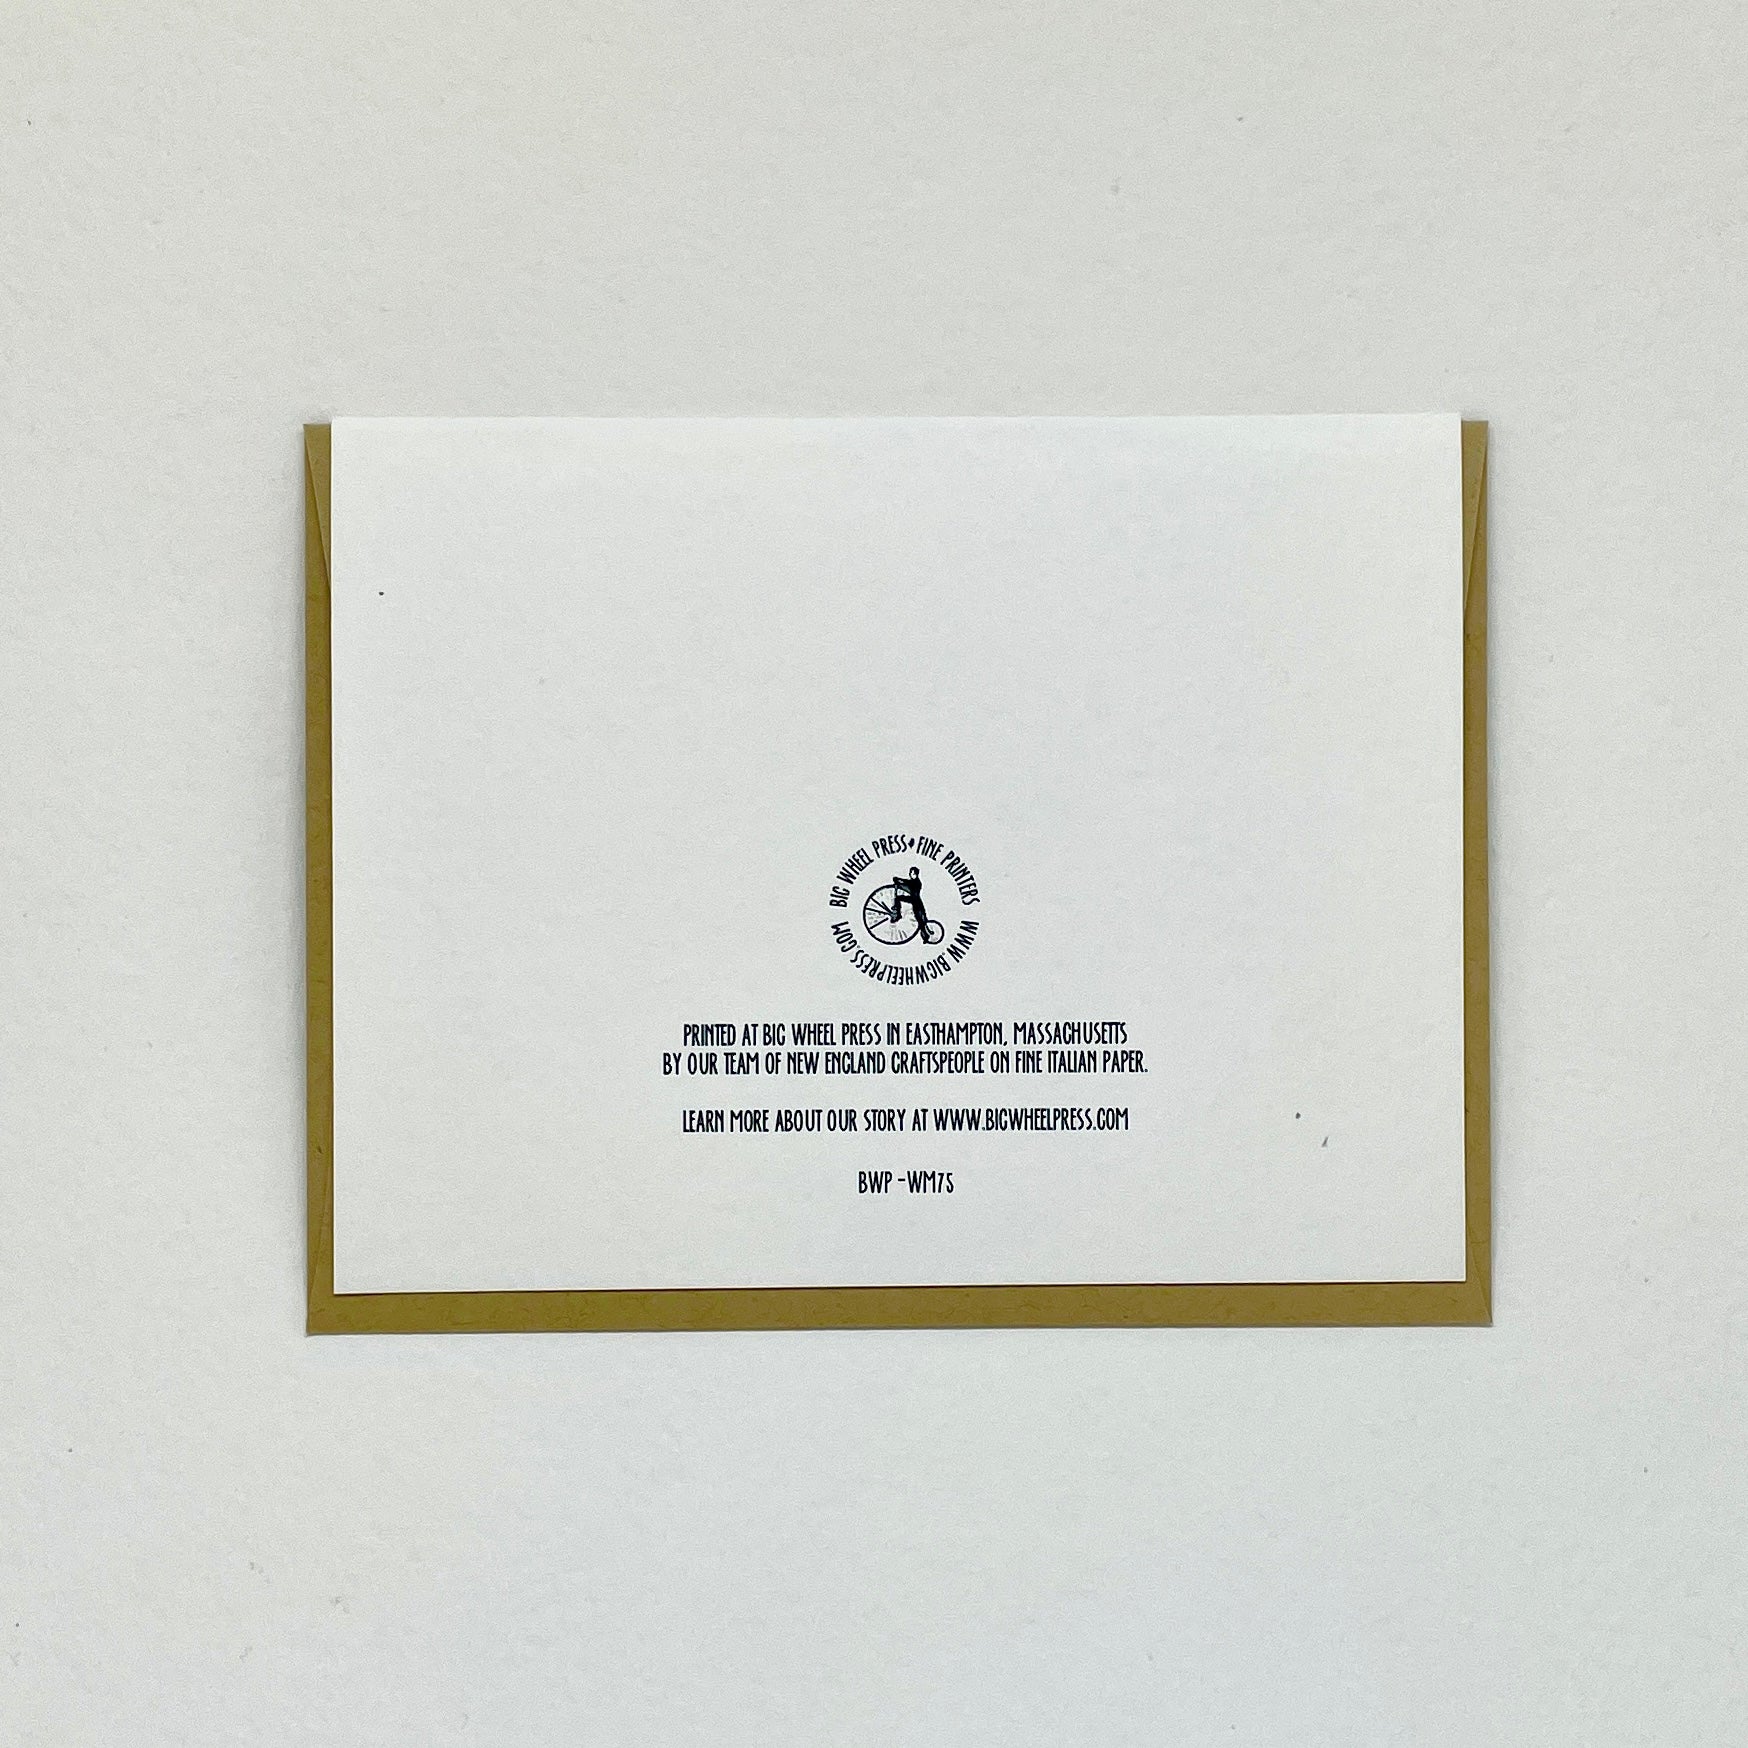 BIG WHEEL PRESS • FINE PRINTERS
WWW.BIGWHEELPRESS.COM
PRINTED AT BIG WHEEL PRESS IN EASTHAMPTON, MASSACHUSETTS
BY OUR TEAM OF NEW ENGLAND CRAFTSPEOPLE ON FINE ITALIAN PAPER.
LEARN MORE ABOUT OUR STORY AT WWW.BIGWHEELPRESS.COM
BWP -WM75